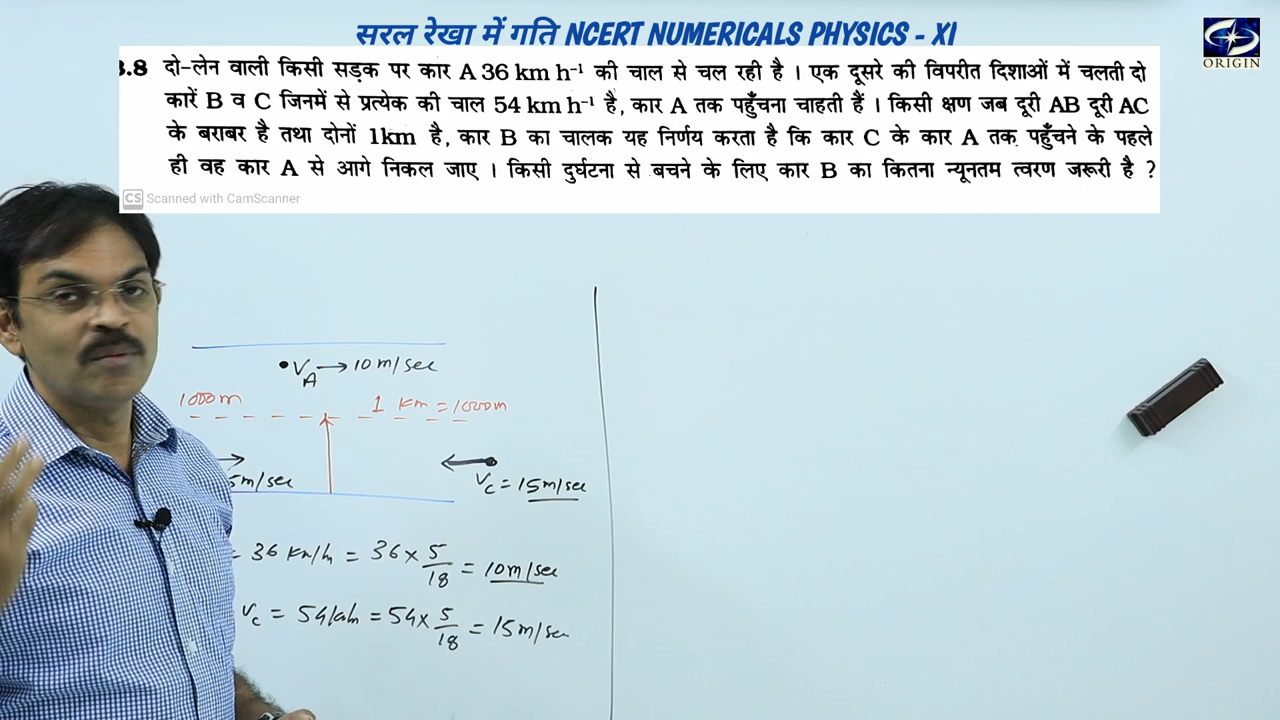 सरल रेखा में गति NCERT NUMERICALS PHYSICS - XI
ORIGIN
3.8 दो-लेन वाली किसी सड़क पर कार A 36 km h⁻¹ की चाल से चल रही है । एक दूसरे की विपरीत दिशाओं में चलती दो
कारें B व C जिनमें से प्रत्येक की चाल 54 km h⁻¹ है, कार A तक पहुँचना चाहती हैं । किसी क्षण जब दूरी AB दूरी AC
के बराबर है तथा दोनों 1km है, कार B का चालक यह निर्णय करता है कि कार C के कार A तक पहुँचने के पहले
ही वह कार A से आगे निकल जाए । किसी दुर्घटना से बचने के लिए कार B का कितना न्यूनतम त्वरण जरूरी है ?
CS Scanned with CamScanner
V_A → 10 m/sec
1000m 1 Km = 1000m
5m/sec V_C = 15m/sec
= 36 Km/h = 36 × 5/18 = 10m/sec
V_C = 54 km/h = 54 × 5/18 = 15m/sec